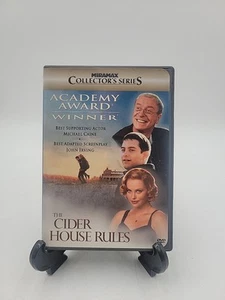 MIRAMAX
COLLECTOR'S SERIES
ACADEMY
AWARD
WINNER
BEST SUPPORTING ACTOR
MICHAEL CAINE
BEST ADAPTED SCREENPLAY
JOHN IRVING
THE
CIDER
HOUSE RULES